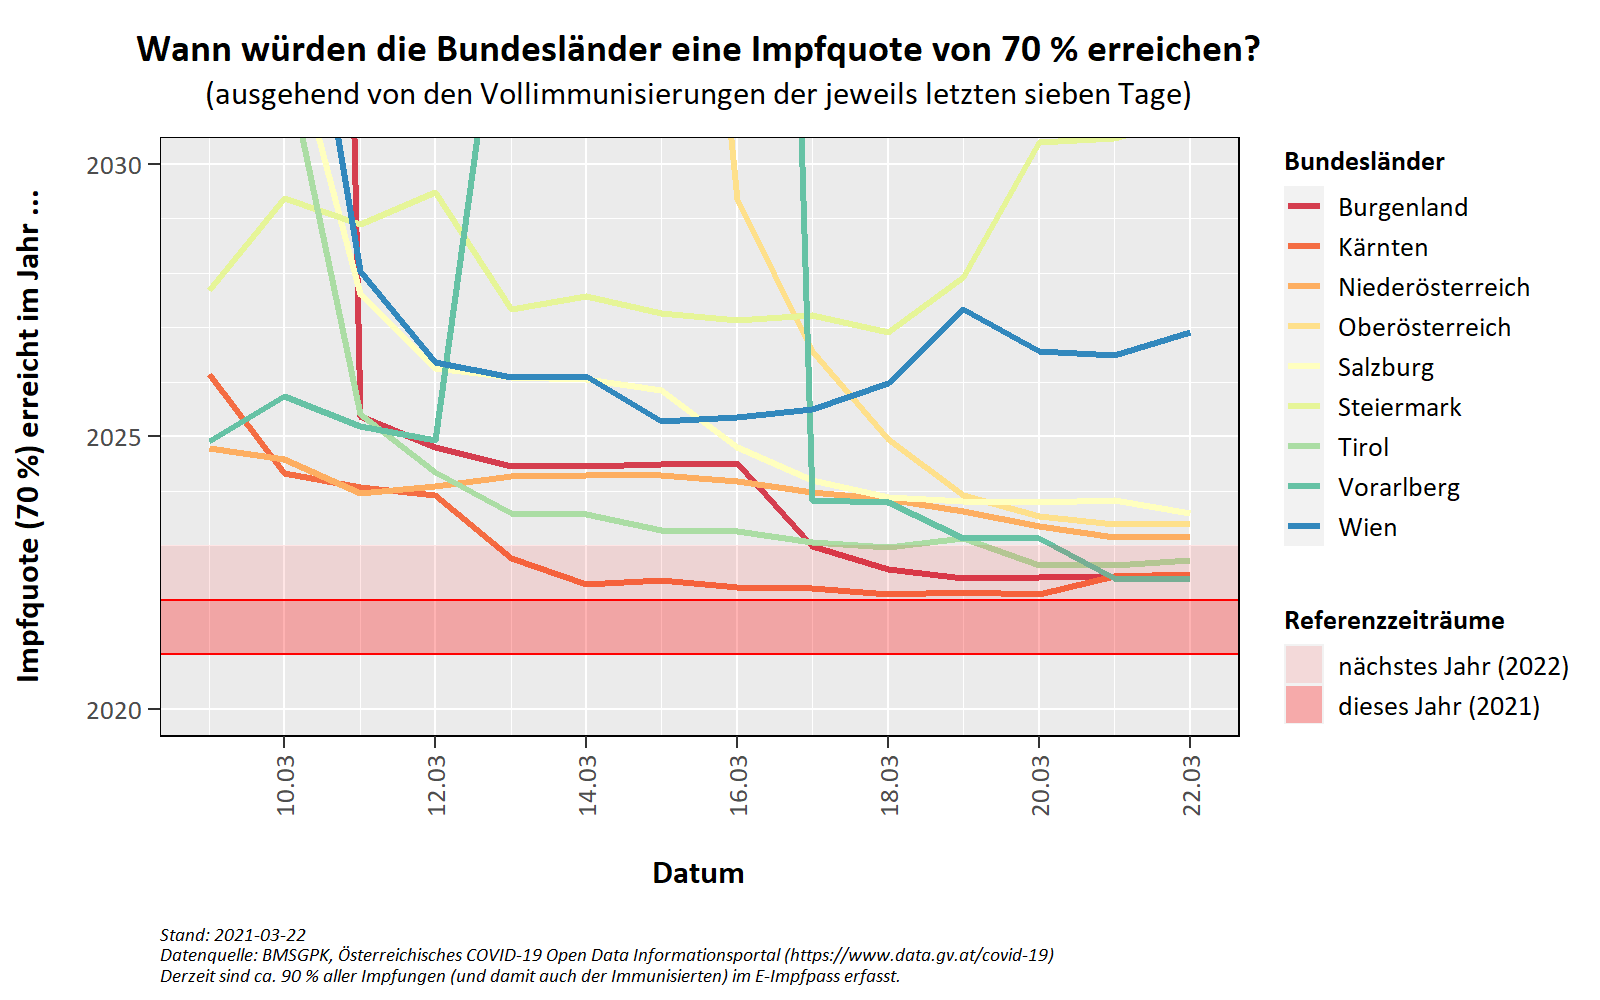 Wann würden die Bundesländer eine Impfquote von 70 % erreichen?
(ausgehend von den Vollimmunisierungen der jeweils letzten sieben Tage)
Impfquote (70 %) erreicht im Jahr ...
2030
2025
2020
10.03
12.03
14.03
16.03
18.03
20.03
22.03
Datum
Bundesländer
Burgenland
Kärnten
Niederösterreich
Oberösterreich
Salzburg
Steiermark
Tirol
Vorarlberg
Wien
Referenzzeiträume
nächstes Jahr (2022)
dieses Jahr (2021)
Stand: 2021-03-22
Datenquelle: BMSGPK, Österreichisches COVID-19 Open Data Informationsportal (https://www.data.gv.at/covid-19)
Derzeit sind ca. 90 % aller Impfungen (und damit auch der Immunisierten) im E-Impfpass erfasst.